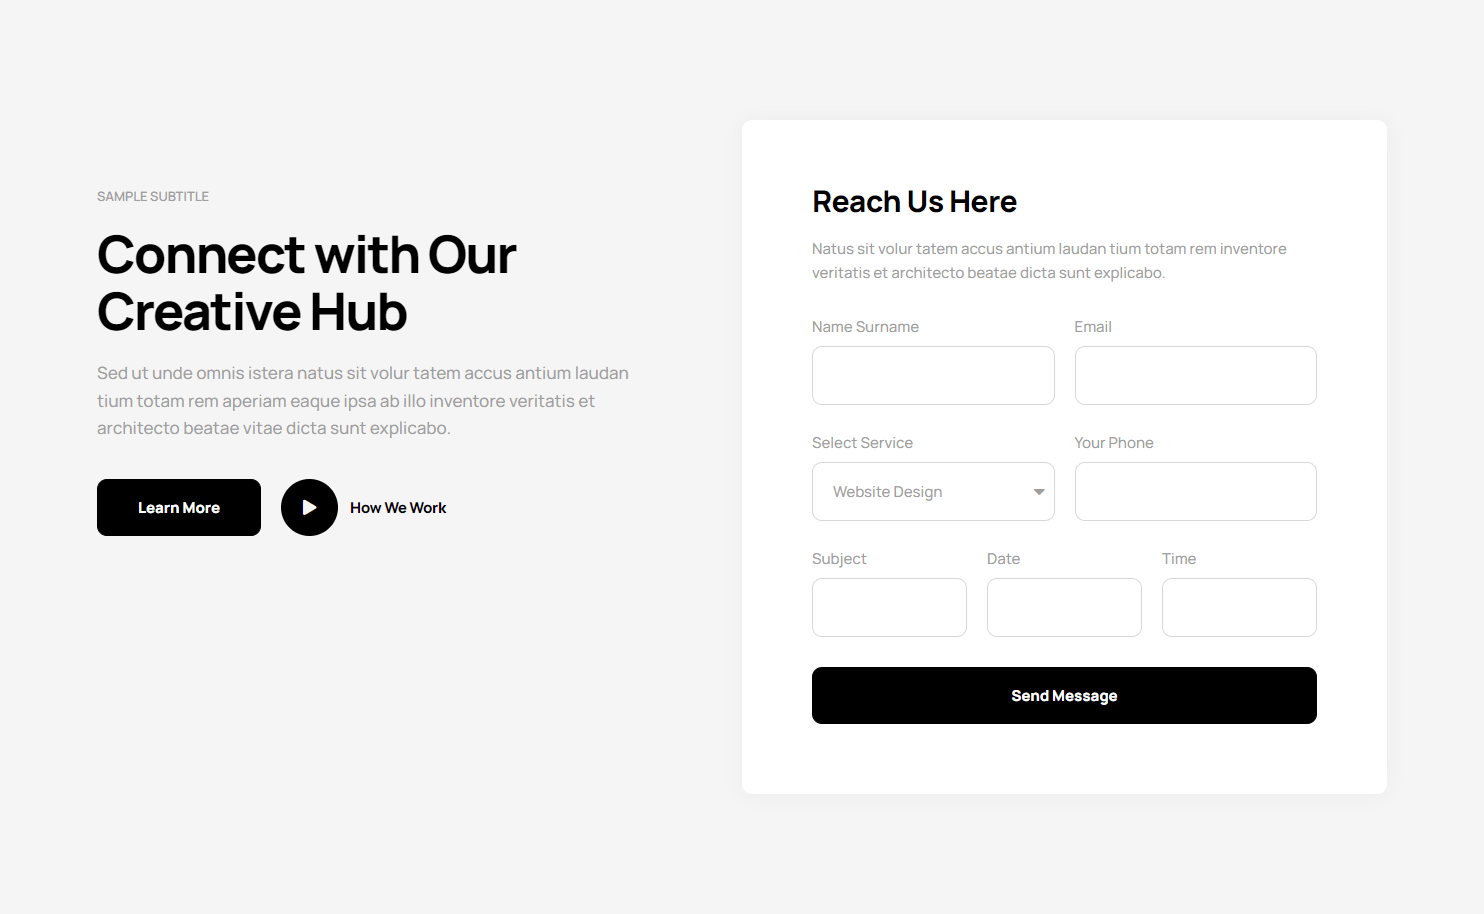 SAMPLE SUBTITLE
Connect with Our
Creative Hub
Sed ut unde omnis istera natus sit volur tatem accus antium laudan
tium totam rem aperiam eaque ipsa ab illo inventore veritatis et
architecto beatae vitae dicta sunt explicabo.
Learn More
How We Work
Reach Us Here
Natus sit volur tatem accus antium laudan tium totam rem inventore
veritatis et architecto beatae dicta sunt explicabo.
Name Surname
Email
Select Service
Your Phone
Website Design
Subject
Date
Time
Send Message